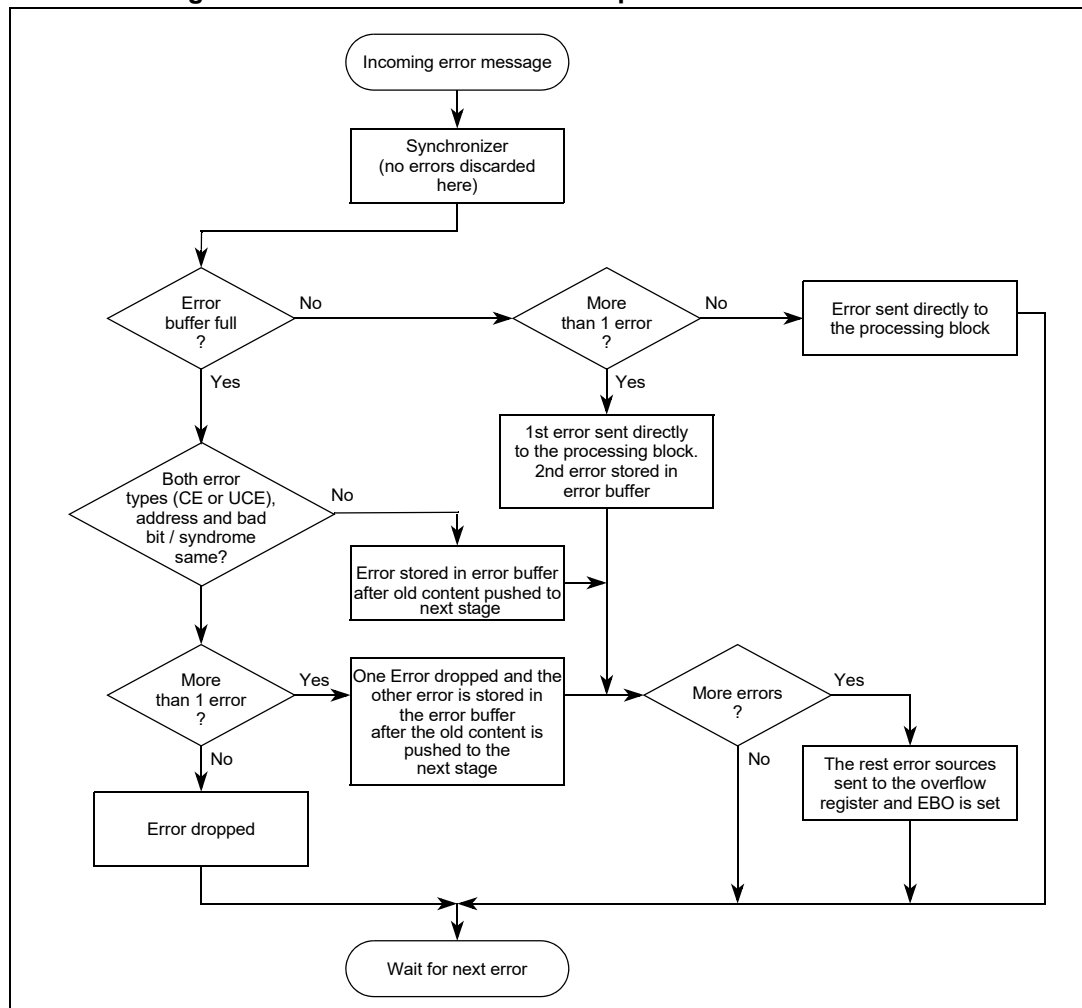 Incoming error message
Synchronizer
(no errors discarded
here)
Error
buffer full
?
No
More
than 1 error
?
No
Error sent directly to
the processing block
Yes
Yes
1st error sent directly
to the processing block.
2nd error stored in
error buffer
Both error
types (CE or UCE),
address and bad
bit / syndrome
same?
No
Error stored in error buffer
after old content pushed to
next stage
More
than 1 error
?
Yes
One Error dropped and the
other error is stored in
the error buffer
after the old content is
pushed to the
next stage
More errors
?
Yes
No
No
The rest error sources
sent to the overflow
register and EBO is set
Error dropped
Wait for next error